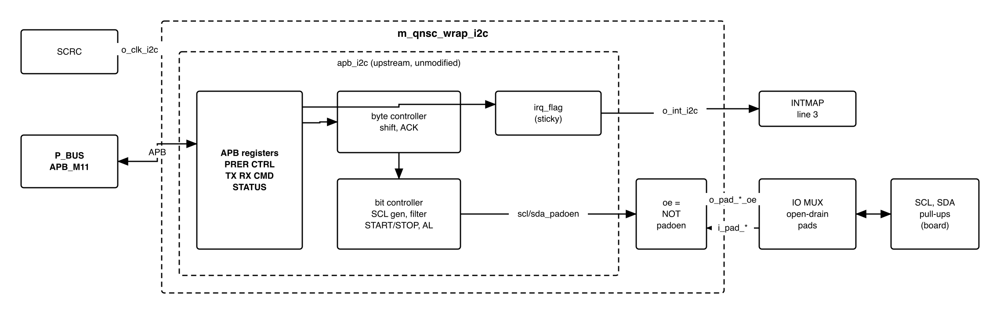 m_qnsc_wrap_i2c
SCRC
o_clk_i2c
apb_i2c (upstream, unmodified)
P_BUS
APB_M11
APB
APB registers
PRER CTRL
TX RX CMD
STATUS
byte controller
shift, ACK
irq_flag
(sticky)
o_int_i2c
INTMAP
line 3
bit controller
SCL gen, filter
START/STOP, AL
scl/sda_padoen
oe =
NOT
padoen
o_pad_*_oe
i_pad_*
IO MUX
open-drain
pads
SCL, SDA
pull-ups
(board)